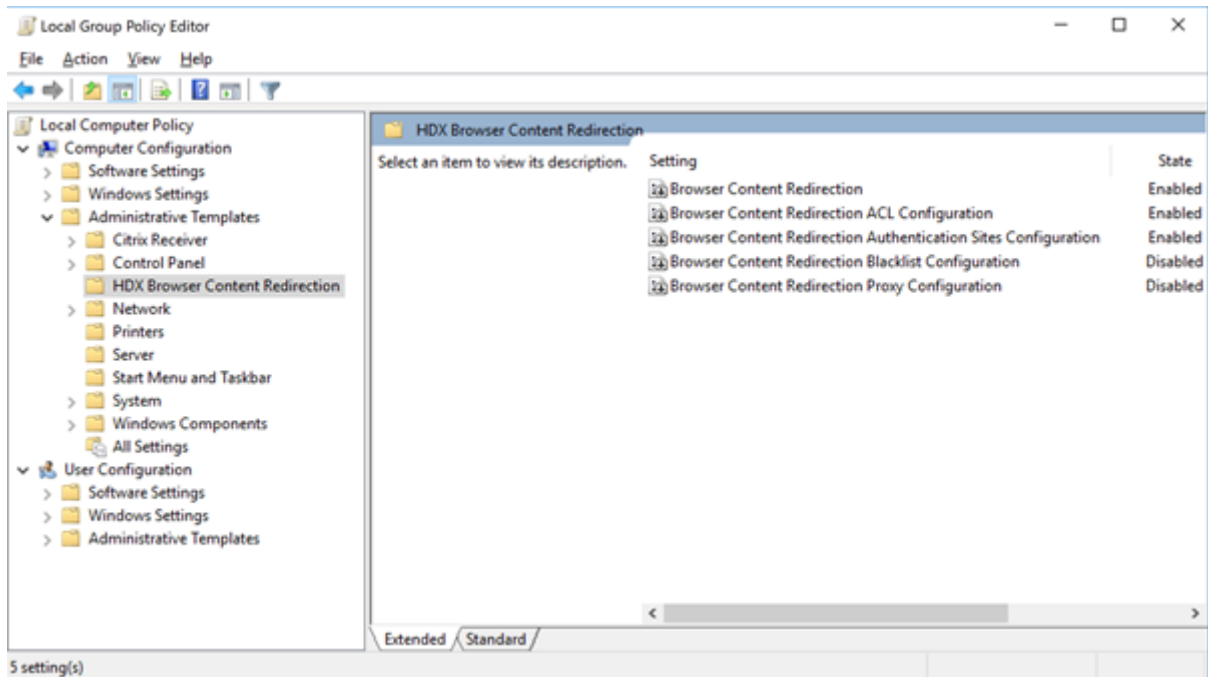 Local Group Policy Editor
File Action View Help
Local Computer Policy
Computer Configuration
Software Settings
Windows Settings
Administrative Templates
Citrix Receiver
Control Panel
HDX Browser Content Redirection
Network
Printers
Server
Start Menu and Taskbar
System
Windows Components
All Settings
User Configuration
Software Settings
Windows Settings
Administrative Templates
HDX Browser Content Redirection
Select an item to view its description.
Setting State
Browser Content Redirection Enabled
Browser Content Redirection ACL Configuration Enabled
Browser Content Redirection Authentication Sites Configuration Enabled
Browser Content Redirection Blacklist Configuration Disabled
Browser Content Redirection Proxy Configuration Disabled
Extended Standard
5 setting(s)